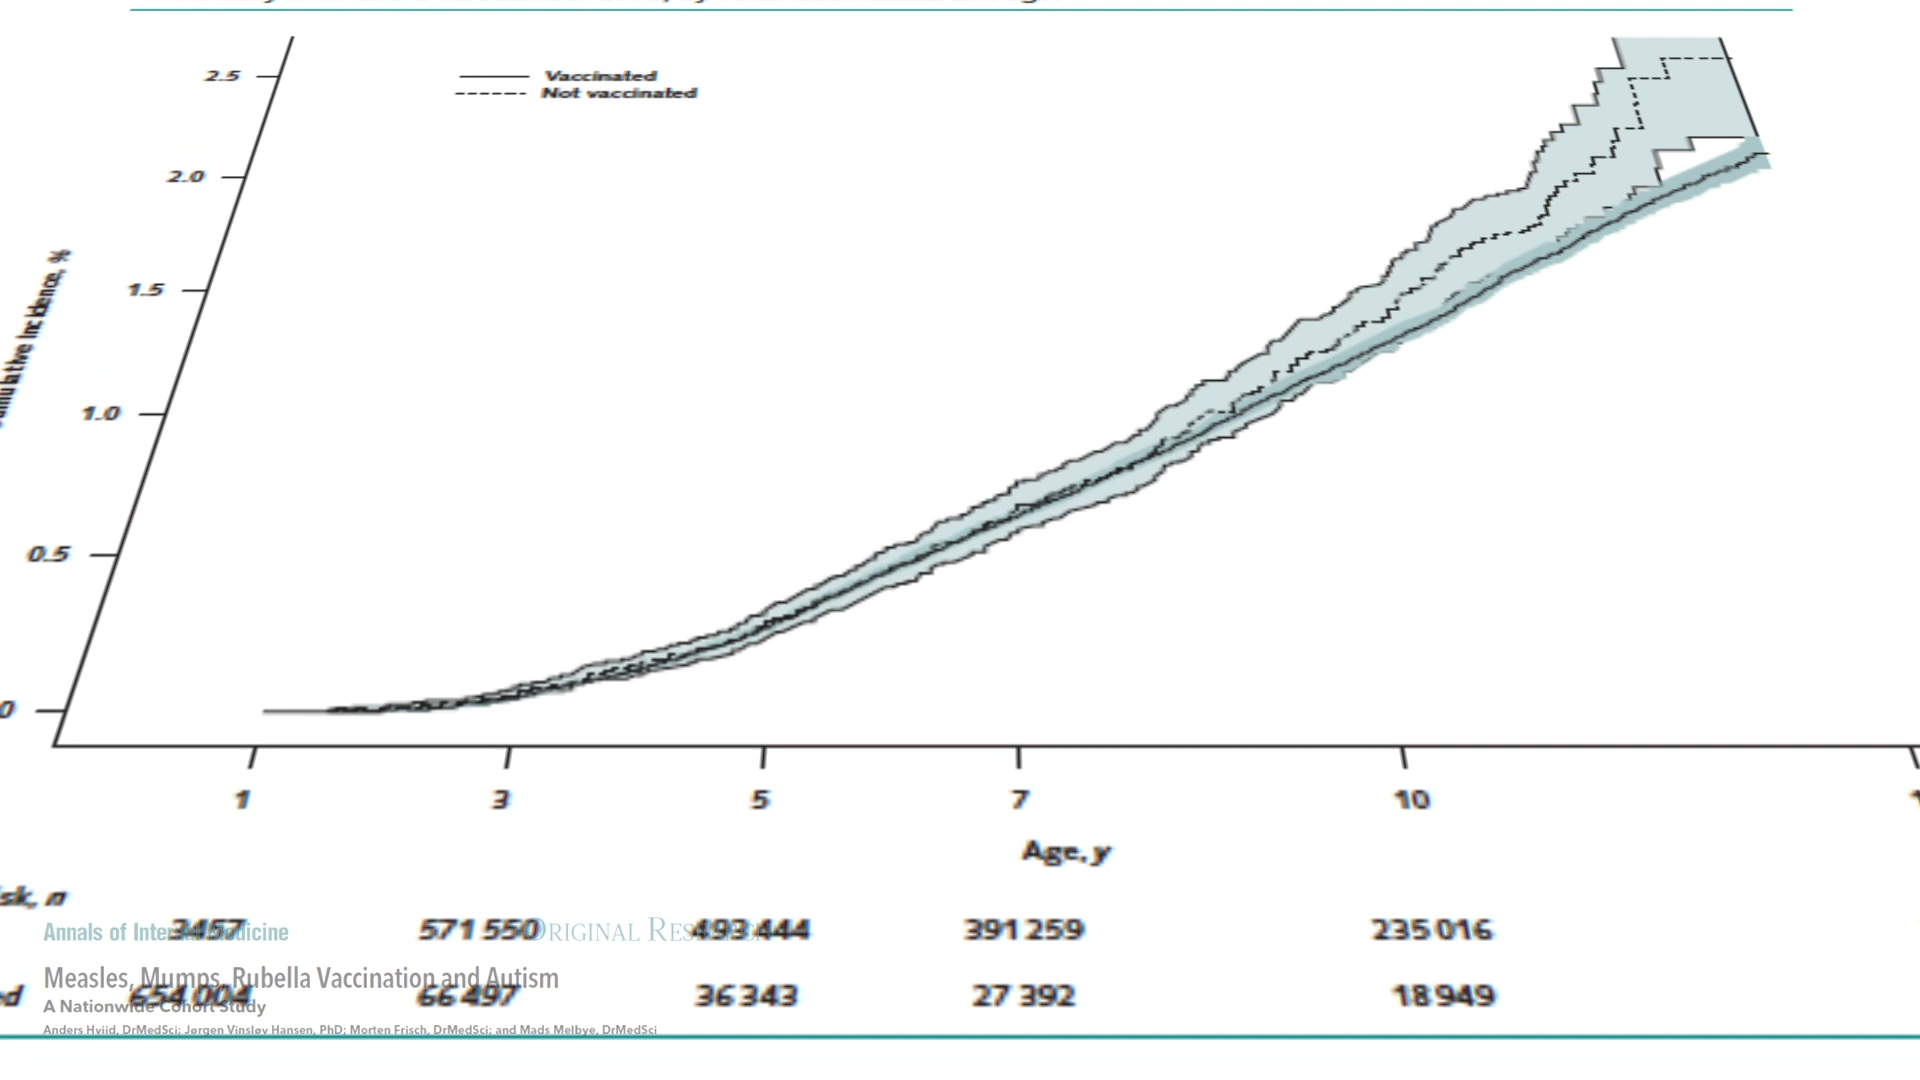 2.5
Vaccinated
Not vaccinated
2.0
1.5
1.0
0.5
0
1 3 5 7 10
Age, y
n
3457 571 550 493 444 391 259 235 016
Annals of Internal Medicine ORIGINAL RESEARCH
Measles, Mumps, Rubella Vaccination and Autism
654 004 66 497 36 343 27 392 18 949
A Nationwide Cohort Study
Anders Hviid, DrMedSci; Jørgen Vinsløv Hansen, PhD; Morten Frisch, DrMedSci; and Mads Melbye, DrMedSci